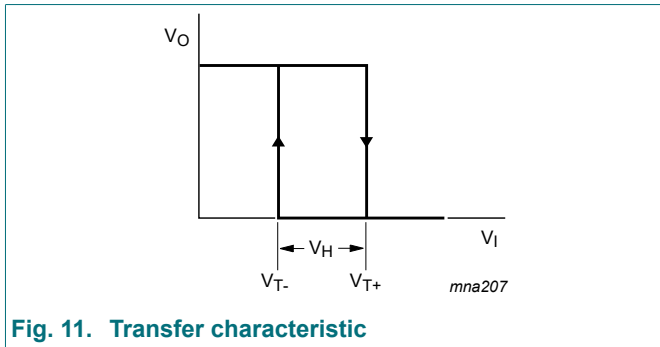 VO
VI
VH
VT-
VT+
mna207
Fig. 11. Transfer characteristic